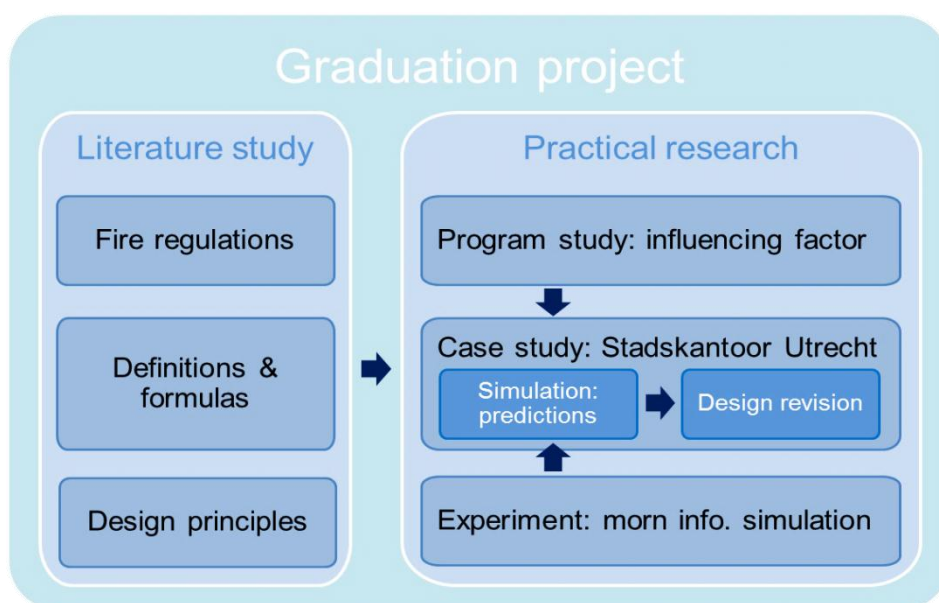 Graduation project
Literature study
Fire regulations
Definitions &
formulas
Design principles
Practical research
Program study: influencing factor
Case study: Stadskantoor Utrecht
Simulation:
predictions
Design revision
Experiment: morn info. simulation